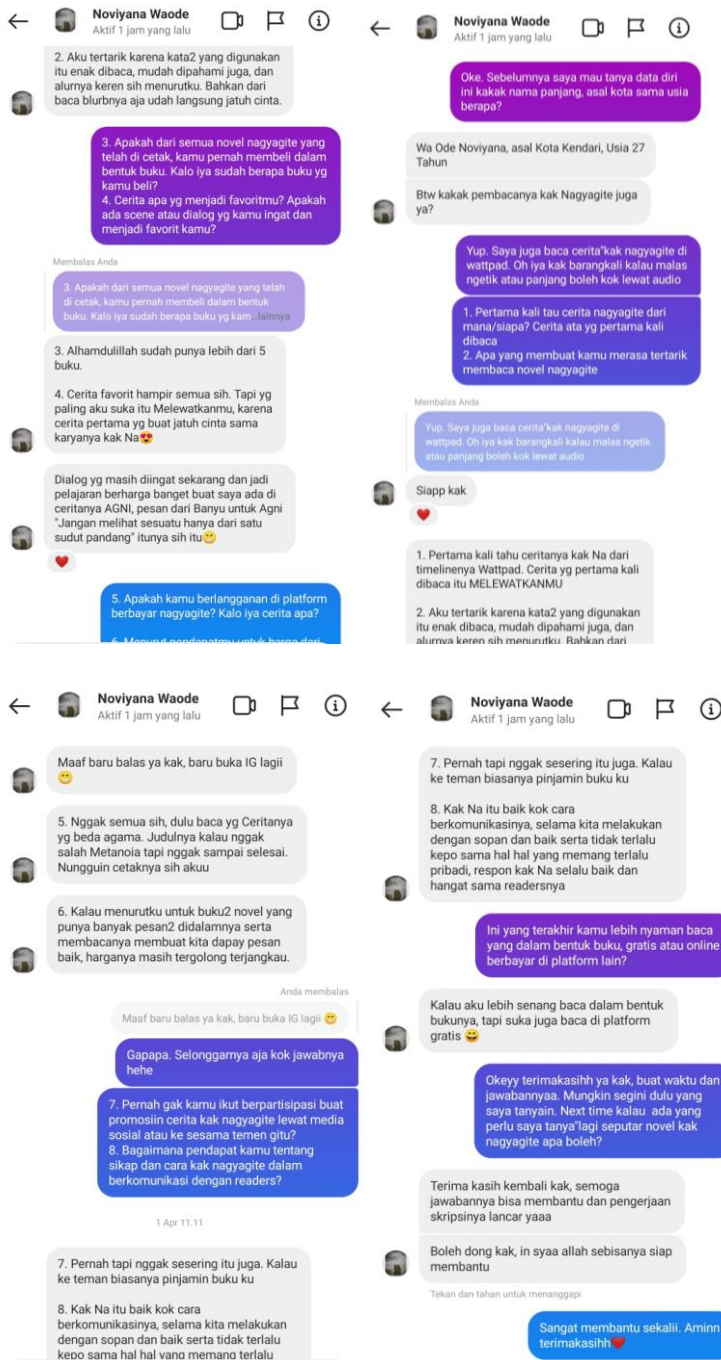 Noviyana Waode
Aktif 1 jam yang lalu
2. Aku tertarik karena kata2 yang digunakan
itu enak dibaca, mudah dipahami juga, dan
alurnya keren sih menurutku. Bahkan dari
baca blurbnya aja udah langsung jatuh cinta.
3. Apakah dari semua novel nagyagite yang
telah di cetak, kamu pernah membeli dalam
bentuk buku. Kalo iya sudah berapa buku yg
kamu beli?
4. Cerita apa yg menjadi favoritmu? Apakah
ada scene atau dialog yg kamu ingat dan
menjadi favorit kamu?
Membalas Anda
3. Apakah dari semua novel nagyagite yang telah
di cetak, kamu pernah membeli dalam bentuk
buku. Kalo iya sudah berapa buku yg kam...lainnya
3. Alhamdulillah sudah punya lebih dari 5
buku.
4. Cerita favorit hampir semua sih. Tapi yg
paling aku suka itu Melewatkanmu, karena
cerita pertama yg buat jatuh cinta sama
karyanya kak Na😍
Dialog yg masih diingat sekarang dan jadi
pelajaran berharga banget buat saya ada di
ceritanya AGNI, pesan dari Banyu untuk Agni
"Jangan melihat sesuatu hanya dari satu
sudut pandang" itunya sih itu😁
❤️
5. Apakah kamu berlangganan di platform
berbayar nagyagite? Kalo iya cerita apa?
6. Menurut pendapatmu untuk harga dari
Noviyana Waode
Aktif 1 jam yang lalu
Oke. Sebelumnya saya mau tanya data diri
ini kakak nama panjang, asal kota sama usia
berapa?
Wa Ode Noviyana, asal Kota Kendari, Usia 27
Tahun
Btw kakak pembacanya kak Nagyagite juga
ya?
Yup. Saya juga baca cerita"kak nagyagite di
wattpad. Oh iya kak barangkali kalau malas
ngetik atau panjang boleh kok lewat audio
1. Pertama kali tau cerita nagyagite dari
mana/siapa? Cerita ata yg pertama kali
dibaca
2. Apa yang membuat kamu merasa tertarik
membaca novel nagyagite
Membalas Anda
Yup. Saya juga baca cerita"kak nagyagite di
wattpad. Oh iya kak barangkali kalau malas ngetik
atau panjang boleh kok lewat audio
Siapp kak
❤️
1. Pertama kali tahu ceritanya kak Na dari
timelinenya Wattpad. Cerita yg pertama kali
dibaca itu MELEWATKANMU
2. Aku tertarik karena kata2 yang digunakan
itu enak dibaca, mudah dipahami juga, dan
alurnya keren sih menurutku. Bahkan dari
Noviyana Waode
Aktif 1 jam yang lalu
Maaf baru balas ya kak, baru buka IG lagii
😁
5. Nggak semua sih, dulu baca yg Ceritanya
yg beda agama. Judulnya kalau nggak
salah Metanoia tapi nggak sampai selesai.
Nungguin cetaknya sih akuu
6. Kalau menurutku untuk buku2 novel yang
punya banyak pesan2 didalamnya serta
membacanya membuat kita dapay pesan
baik, harganya masih tergolong terjangkau.
Anda membalas
Maaf baru balas ya kak, baru buka IG lagii 😁
Gapapa. Selonggarnya aja kok jawabnya
hehe
7. Pernah gak kamu ikut berpartisipasi buat
promosiin cerita kak nagyagite lewat media
sosial atau ke sesama temen gitu?
8. Bagaimana pendapat kamu tentang
sikap dan cara kak nagyagite dalam
berkomunikasi dengan readers?
1 Apr 11.11
7. Pernah tapi nggak sesering itu juga. Kalau
ke teman biasanya pinjamin buku ku
8. Kak Na itu baik kok cara
berkomunikasinya, selama kita melakukan
dengan sopan dan baik serta tidak terlalu
kepo sama hal hal yang memang terlalu
Noviyana Waode
Aktif 1 jam yang lalu
7. Pernah tapi nggak sesering itu juga. Kalau
ke teman biasanya pinjamin buku ku
8. Kak Na itu baik kok cara
berkomunikasinya, selama kita melakukan
dengan sopan dan baik serta tidak terlalu
kepo sama hal hal yang memang terlalu
pribadi, respon kak Na selalu baik dan
hangat sama readersnya
Ini yang terakhir kamu lebih nyaman baca
yang dalam bentuk buku, gratis atau online
berbayar di platform lain?
Kalau aku lebih senang baca dalam bentuk
bukunya, tapi suka juga baca di platform
gratis 😄
Okeyy terimakasihh ya kak, buat waktu dan
jawabannyaa. Mungkin segini dulu yang
saya tanyain. Next time kalau ada yang
perlu saya tanya"lagi seputar novel kak
nagyagite apa boleh?
Terima kasih kembali kak, semoga
jawabannya bisa membantu dan pengerjaan
skripsinya lancar yaaa
Boleh dong kak, in syaa allah sebisanya siap
membantu
Tekan dan tahan untuk menanggapi
Sangat membantu sekalii. Aminn
terimakasihh❤️